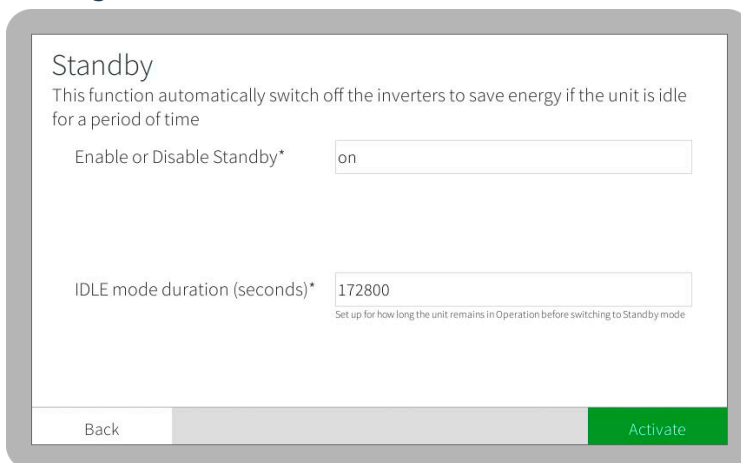 Standby
This function automatically switch off the inverters to save energy if the unit is idle
for a period of time
Enable or Disable Standby*
on
IDLE mode duration (seconds)*
172800
Set up for how long the unit remains in Operation before switching to Standby mode
Back
Activate